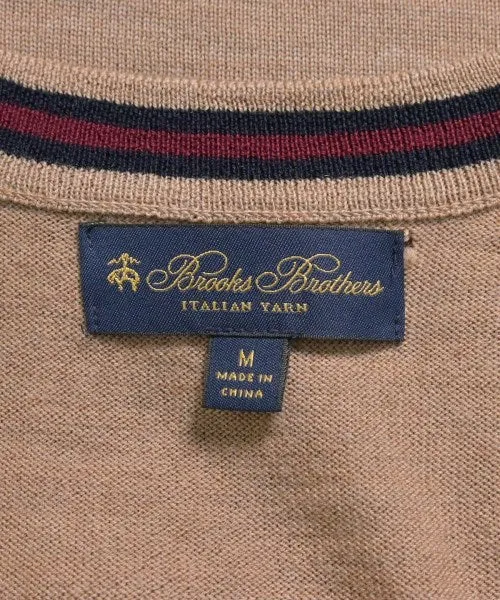 Brooks Brothers
ITALIAN YARN
M
MADE IN
CHINA